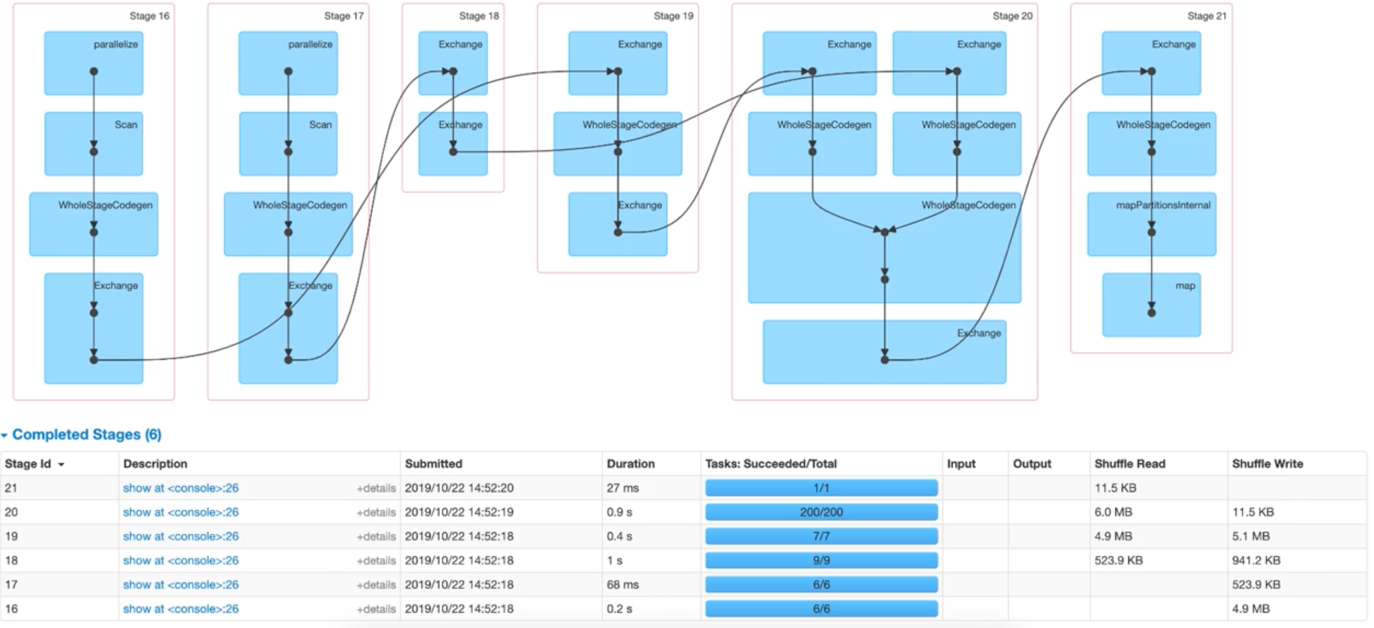 Stage 16
parallelize
Scan
WholeStageCodegen
Exchange
Stage 17
parallelize
Scan
WholeStageCodegen
Exchange
Stage 18
Exchange
Exchange
Stage 19
Exchange
WholeStageCodegen
Exchange
Stage 20
Exchange
Exchange
WholeStageCodegen
WholeStageCodegen
WholeStageCodegen
Exchange
Stage 21
Exchange
WholeStageCodegen
mapPartitionsInternal
map
Completed Stages (6)
Stage Id Description Submitted Duration Tasks: Succeeded/Total Input Output Shuffle Read Shuffle Write
21 show at <console>:26 +details 2019/10/22 14:52:20 27 ms 1/1 11.5 KB
20 show at <console>:26 +details 2019/10/22 14:52:19 0.9 s 200/200 6.0 MB 11.5 KB
19 show at <console>:26 +details 2019/10/22 14:52:18 0.4 s 7/7 4.9 MB 5.1 MB
18 show at <console>:26 +details 2019/10/22 14:52:18 1 s 9/9 523.9 KB 941.2 KB
17 show at <console>:26 +details 2019/10/22 14:52:18 68 ms 6/6 523.9 KB
16 show at <console>:26 +details 2019/10/22 14:52:18 0.2 s 6/6 4.9 MB